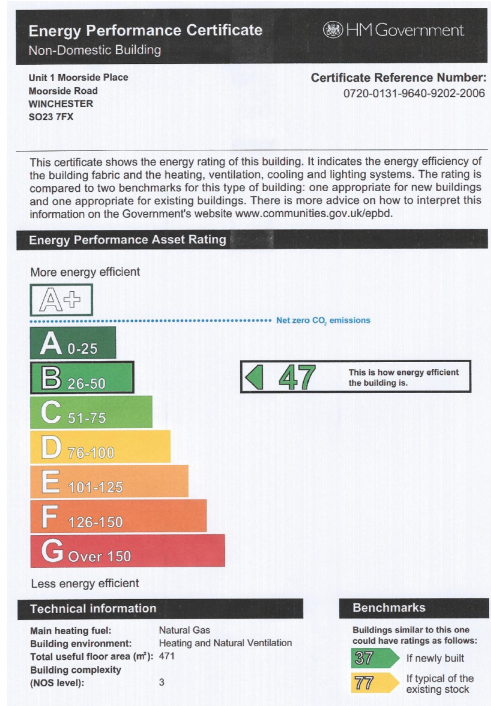 Energy Performance Certificate
HM Government
Non-Domestic Building
Unit 1 Moorside Place
Moorside Road
WINCHESTER
SO23 7FX
Certificate Reference Number:
0720-0131-9640-9202-2006
This certificate shows the energy rating of this building. It indicates the energy efficiency of
the building fabric and the heating, ventilation, cooling and lighting systems. The rating is
compared to two benchmarks for this type of building: one appropriate for new buildings
and one appropriate for existing buildings. There is more advice on how to interpret this
information on the Government's website www.communities.gov.uk/epbd.
Energy Performance Asset Rating
More energy efficient
A+
Net zero CO₂ emissions
A 0-25
B 26-50
47
This is how energy efficient
the building is.
C 51-75
D 76-100
E 101-125
F 126-150
G Over 150
Less energy efficient
Technical information
Main heating fuel: Natural Gas
Building environment: Heating and Natural Ventilation
Total useful floor area (m²): 471
Building complexity
(NOS level): 3
Benchmarks
Buildings similar to this one
could have ratings as follows:
37 If newly built
77 If typical of the
existing stock